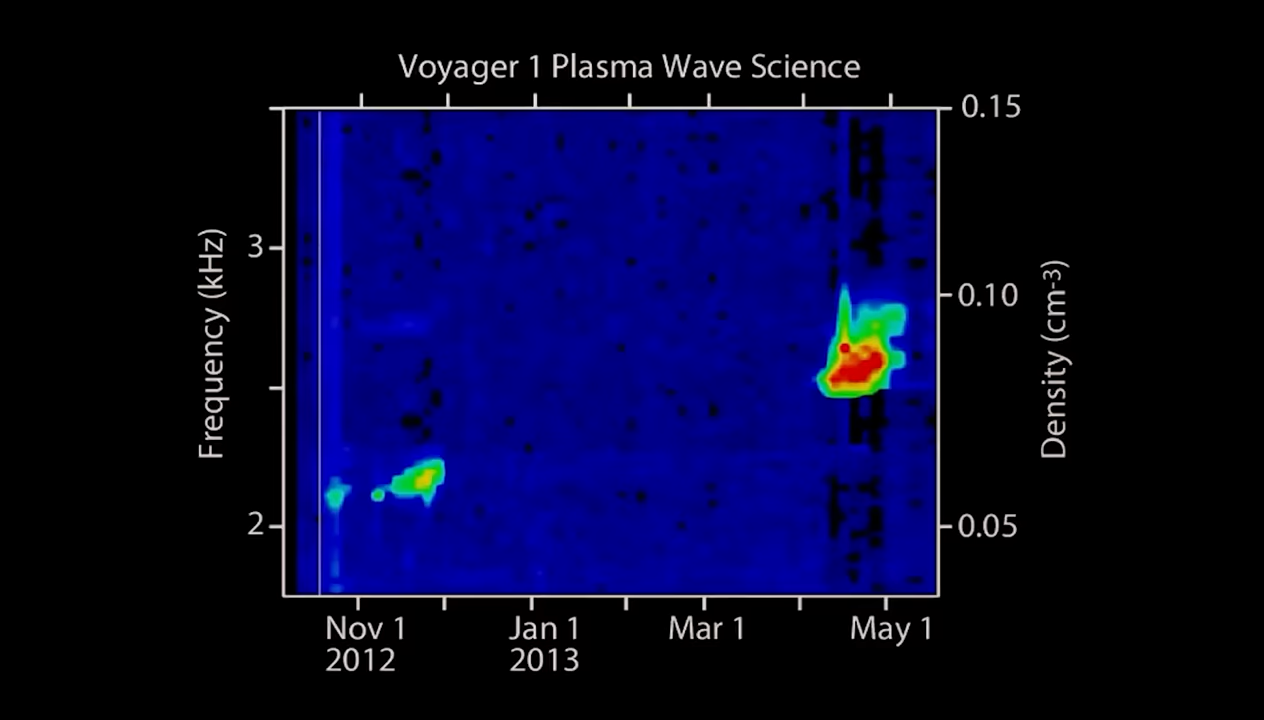 Voyager 1 Plasma Wave Science
0.15
3
0.10
Frequency (kHz)
Density (cm-3)
2
0.05
Nov 1
2012
Jan 1
2013
Mar 1
May 1